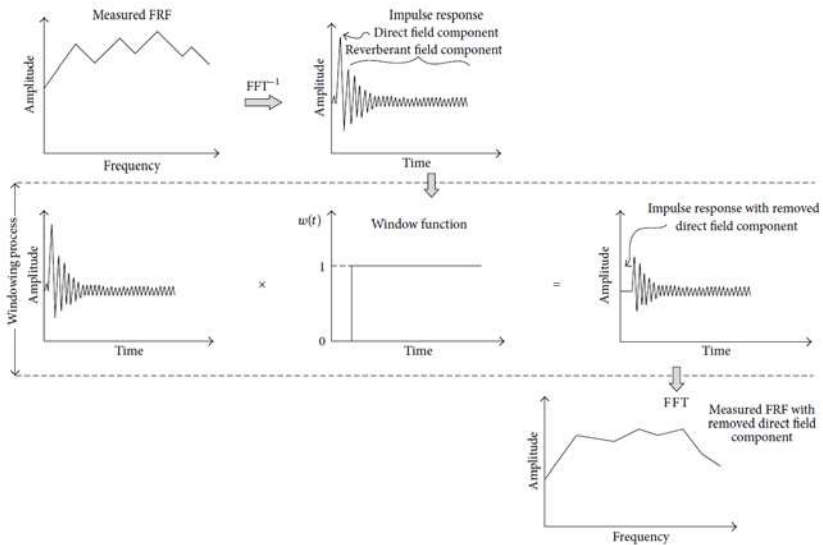 Measured FRF
Amplitude
Frequency
FFT⁻¹
Impulse response
Direct field component
Reverberant field component
Amplitude
Time
Windowing process
Amplitude
Time
×
w(t)
Window function
1
0
Time
=
Impulse response with removed
direct field component
Amplitude
Time
FFT
Measured FRF with
removed direct field
component
Amplitude
Frequency